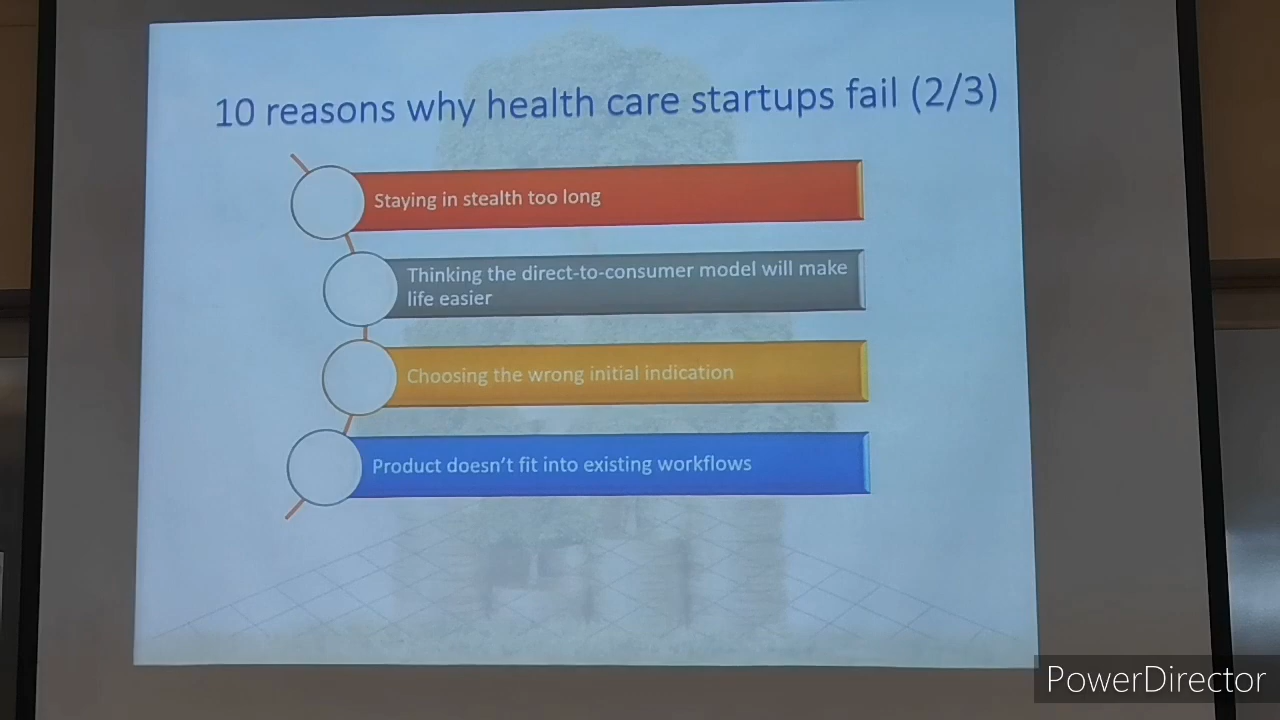 10 reasons why health care startups fail (2/3)
Staying in stealth too long
Thinking the direct-to-consumer model will make
life easier
Choosing the wrong initial indication
Product doesn't fit into existing workflows
PowerDirector